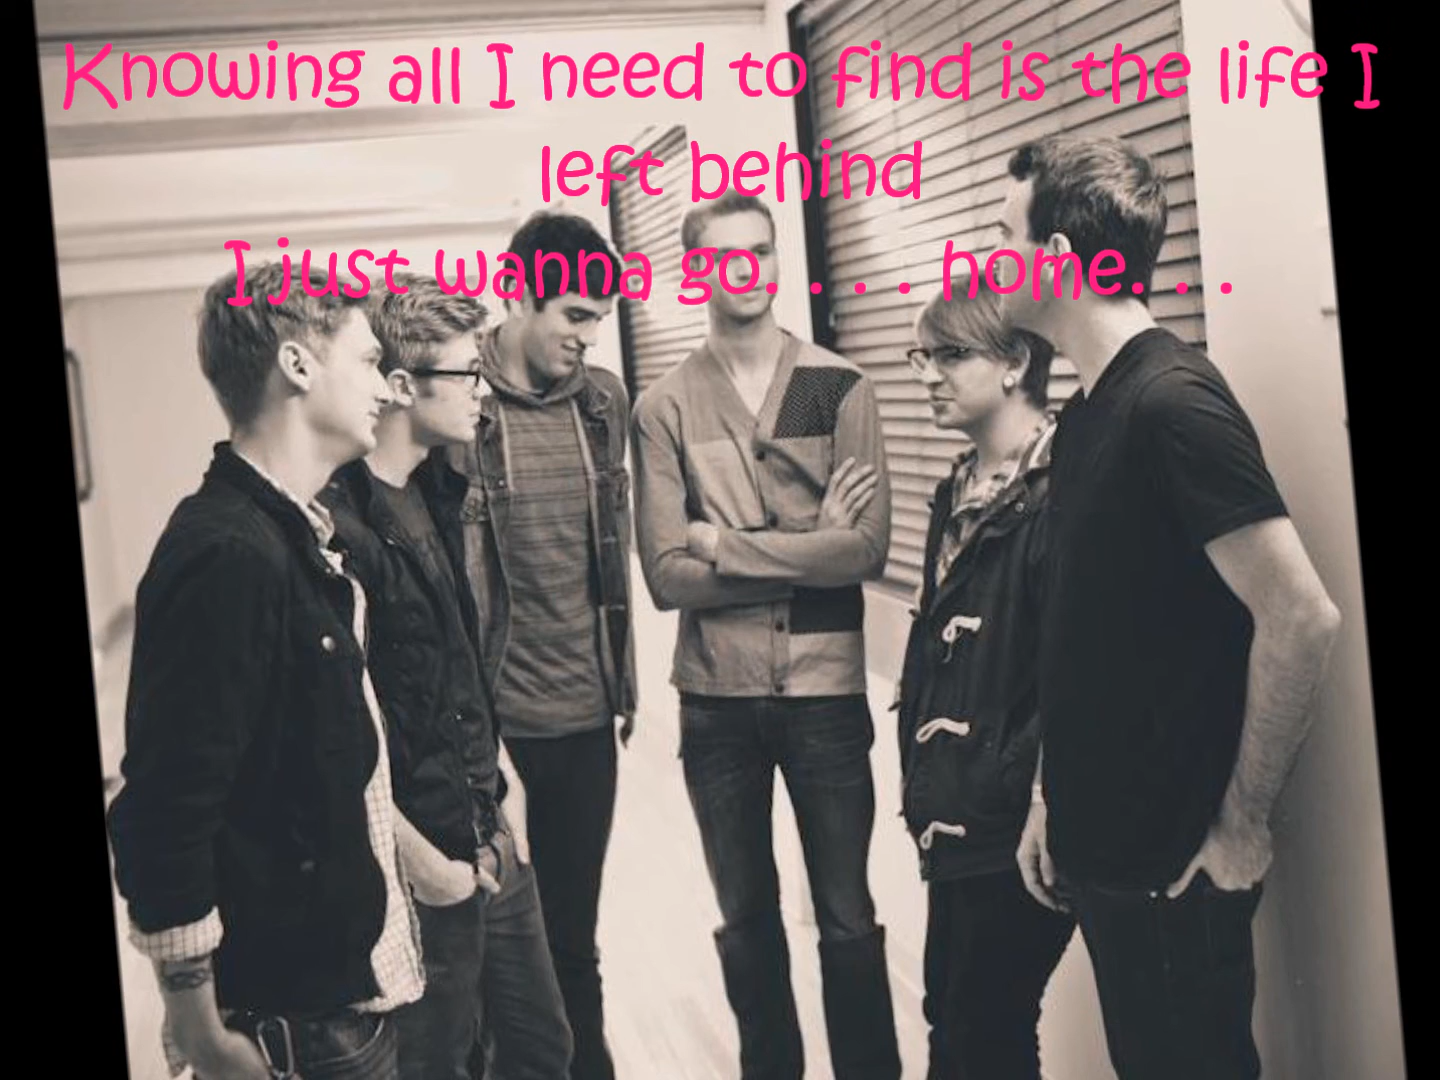 Knowing all I need to find is the life I
left behind
I just wanna go. . . . home. . .